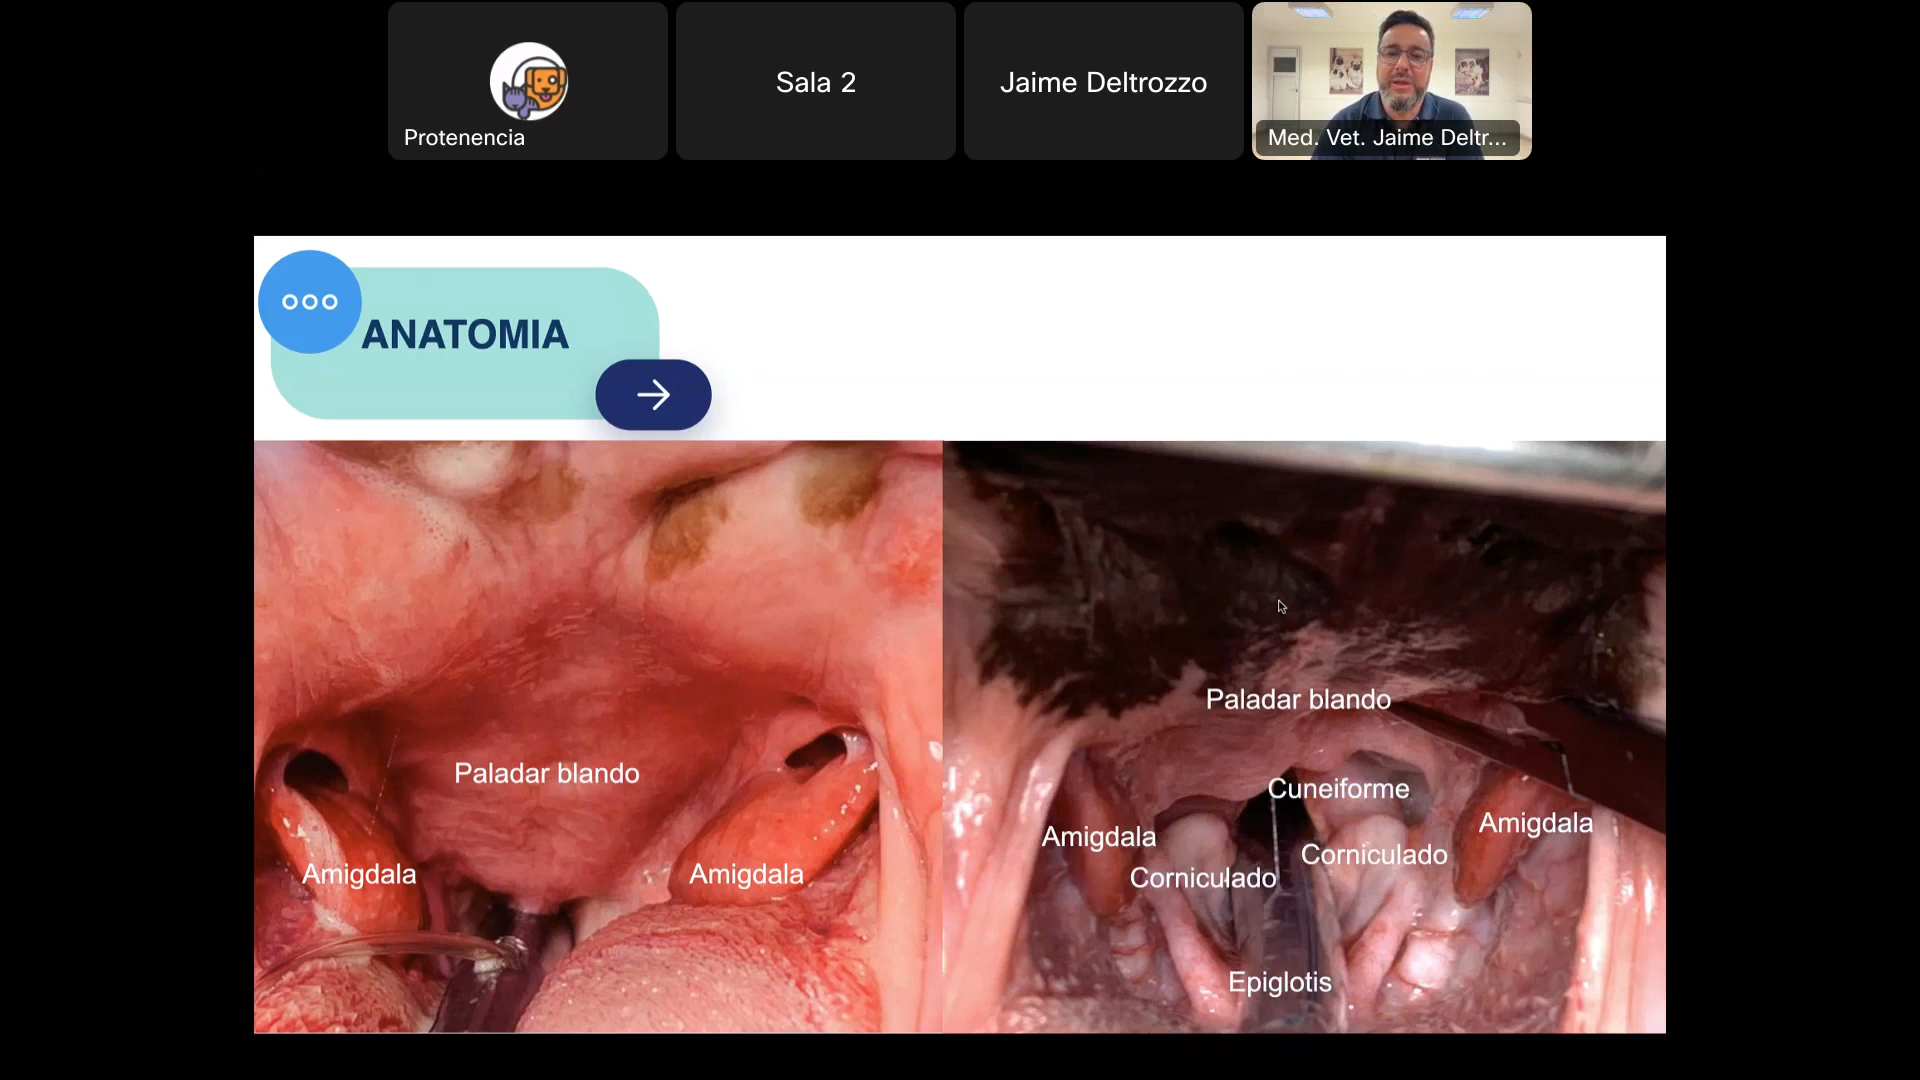 Protenencia
Sala 2
Jaime Deltrozzo
Med. Vet. Jaime Deltr...
ANATOMIA
Paladar blando
Amigdala
Amigdala
Paladar blando
Cuneiforme
Amigdala
Amigdala
Corniculado
Corniculado
Epiglotis